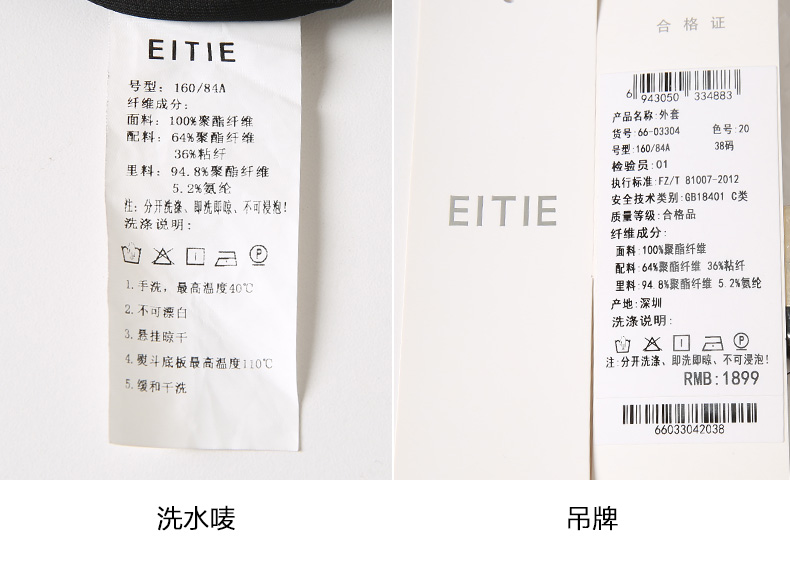 EITIE
号型: 160/84A
纤维成分:
面料: 100%聚酯纤维
配料: 64%聚酯纤维
36%粘纤
里料: 94.8%聚酯纤维
5.2%氨纶
注: 分开洗涤、即洗即晾、不可浸泡!
洗涤说明:
P
1.手洗，最高温度40℃
2.不可漂白
3.悬挂晾干
4.熨斗底板最高温度110℃
5.缓和干洗
洗水唛
EITIE
合格证
6 943050 334883
产品名称:外套
货号:66-03304 色号:20
号型:160/84A 38码
检验员:01
执行标准:FZ/T 81007-2012
安全技术类别:GB18401 C类
质量等级:合格品
纤维成分:
面料:100%聚酯纤维
配料:64%聚酯纤维 36%粘纤
里料:94.8%聚酯纤维 5.2%氨纶
产地:深圳
洗涤说明:
P
注:分开洗涤、即洗即晾、不可浸泡!
RMB:1899
66033042038
吊牌